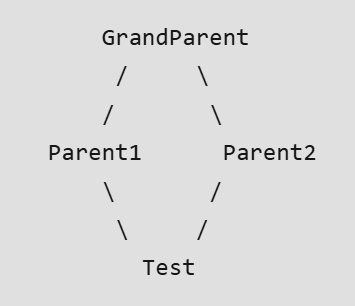 GrandParent
/ \
/ \
Parent1 Parent2
\ /
\ /
Test